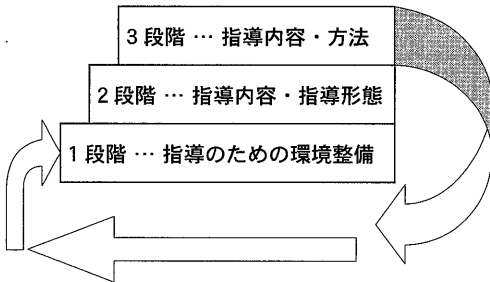 3段階 … 指導内容・方法
2段階 … 指導内容・指導形態
1段階 … 指導のための環境整備